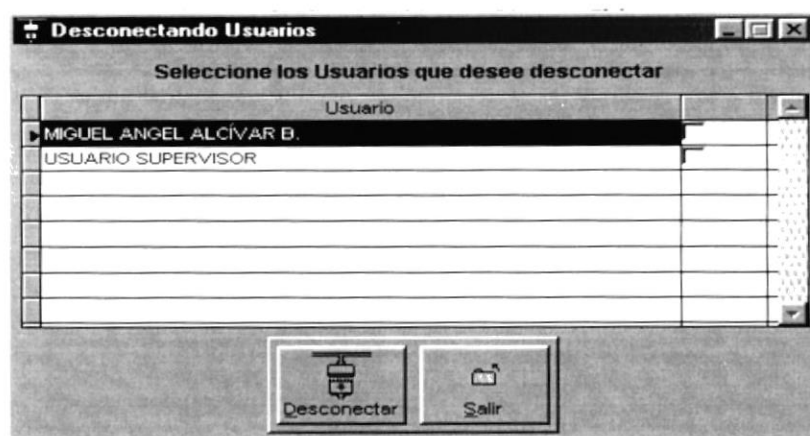 Desconectando Usuarios
Seleccione los Usuarios que desee desconectar
Usuario
MIGUEL ANGEL ALCÍVAR B.
USUARIO SUPERVISOR
Desconectar
Salir